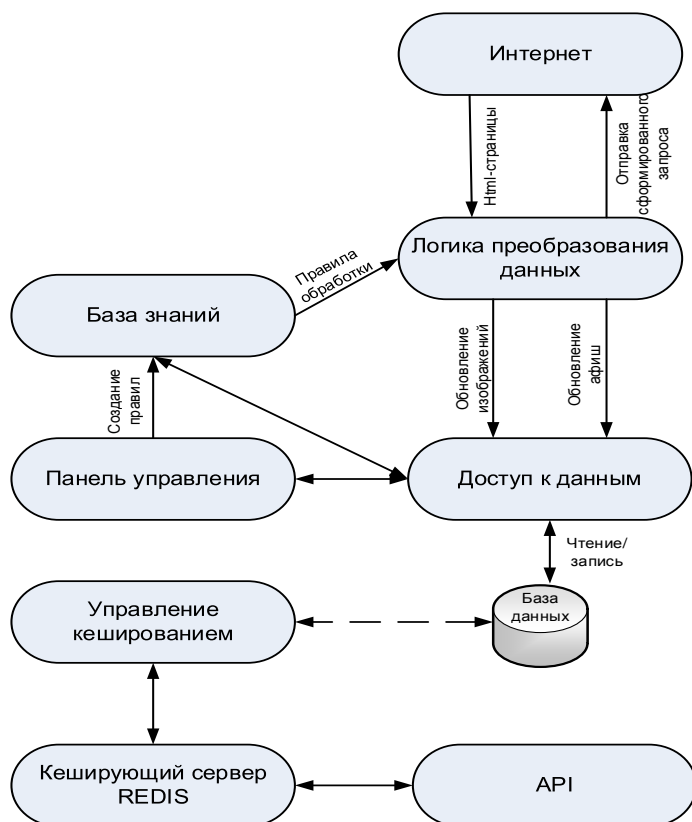 Интернет
Html-страницы
Отправка
сформированного
запроса
Логика преобразования
данных
Правила
обработки
База знаний
Создание
правил
Обновление
изображений
Обновление
афиш
Панель управления
Доступ к данным
Чтение/
запись
База
данных
Управление
кешированием
Кеширующий сервер
REDIS
API